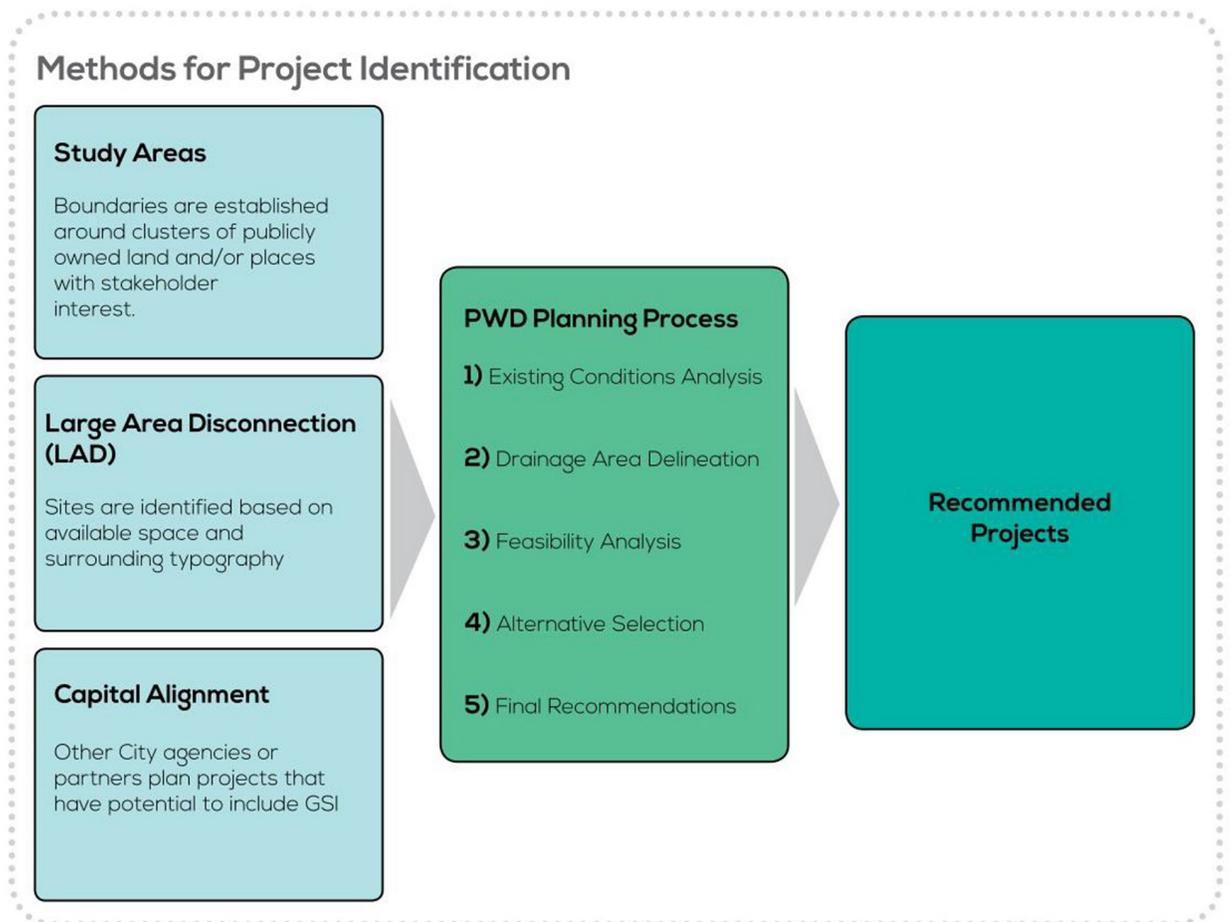 Methods for Project Identification
Study Areas
Boundaries are established
around clusters of publicly
owned land and/or places
with stakeholder
interest.
Large Area Disconnection
(LAD)
Sites are identified based on
available space and
surrounding typography
Capital Alignment
Other City agencies or
partners plan projects that
have potential to include GSI
PWD Planning Process
1) Existing Conditions Analysis
2) Drainage Area Delineation
3) Feasibility Analysis
4) Alternative Selection
5) Final Recommendations
Recommended
Projects